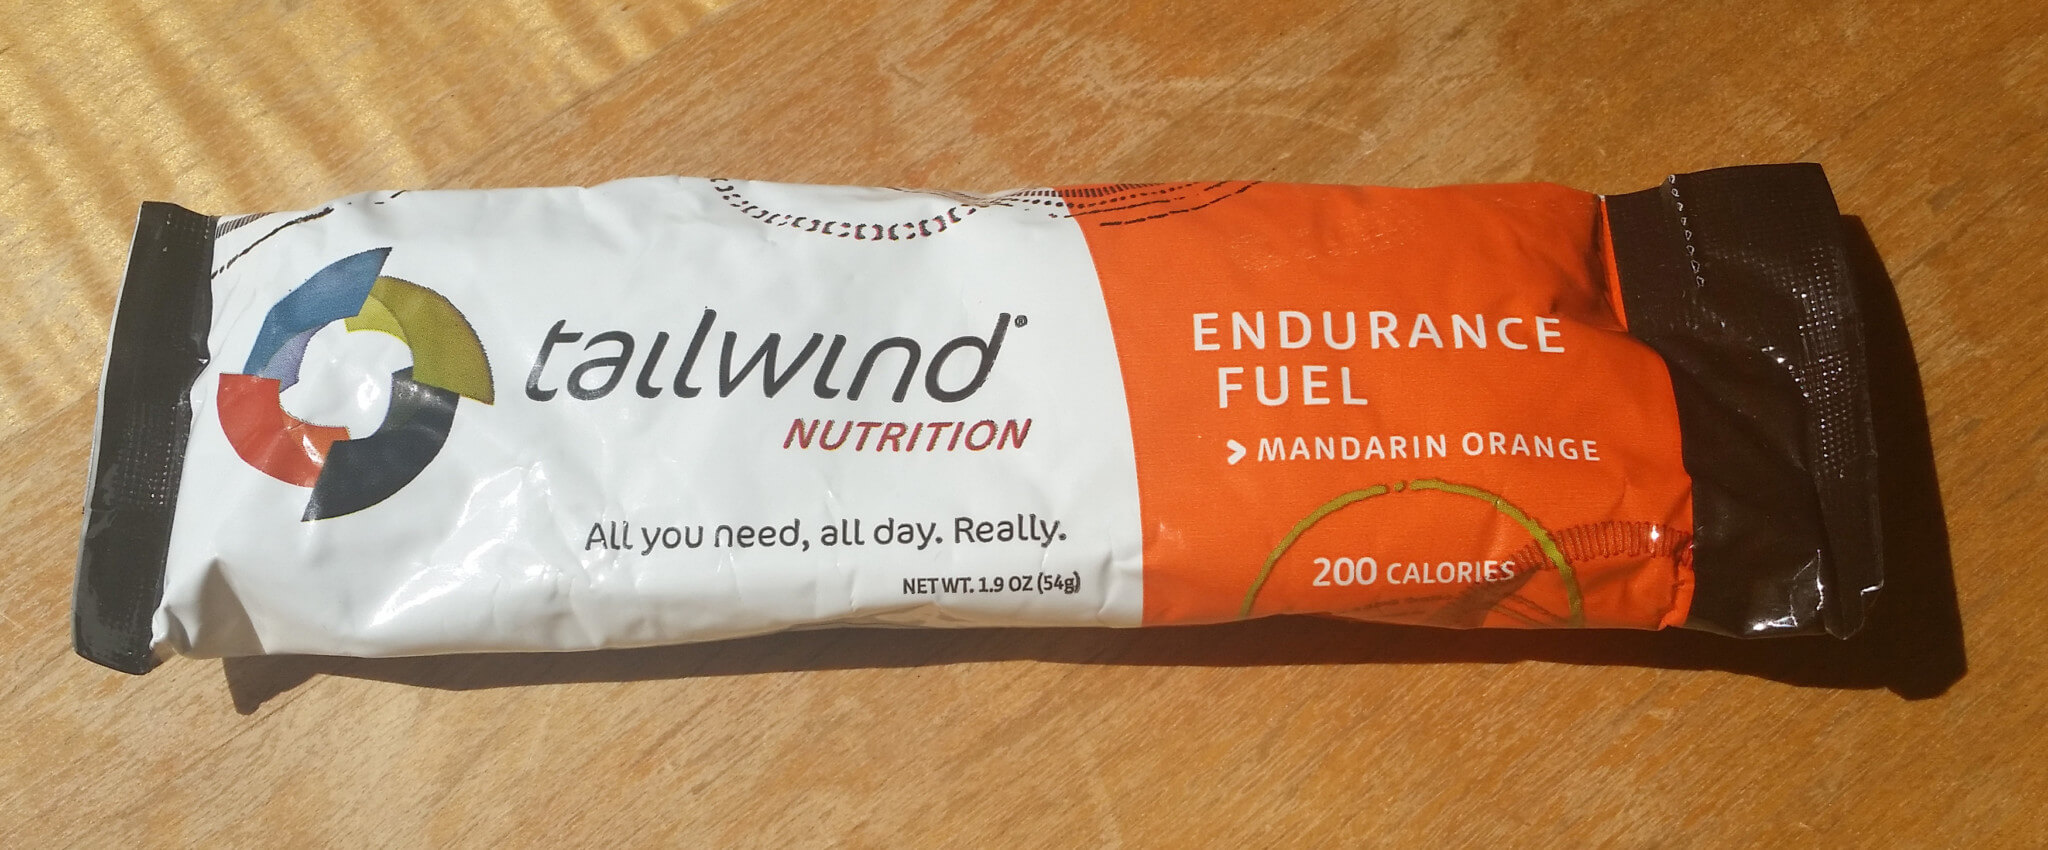 tailwind®
NUTRITION
All you need, all day. Really.
NET WT. 1.9 OZ (54g)
ENDURANCE
FUEL
> MANDARIN ORANGE
200 CALORIES